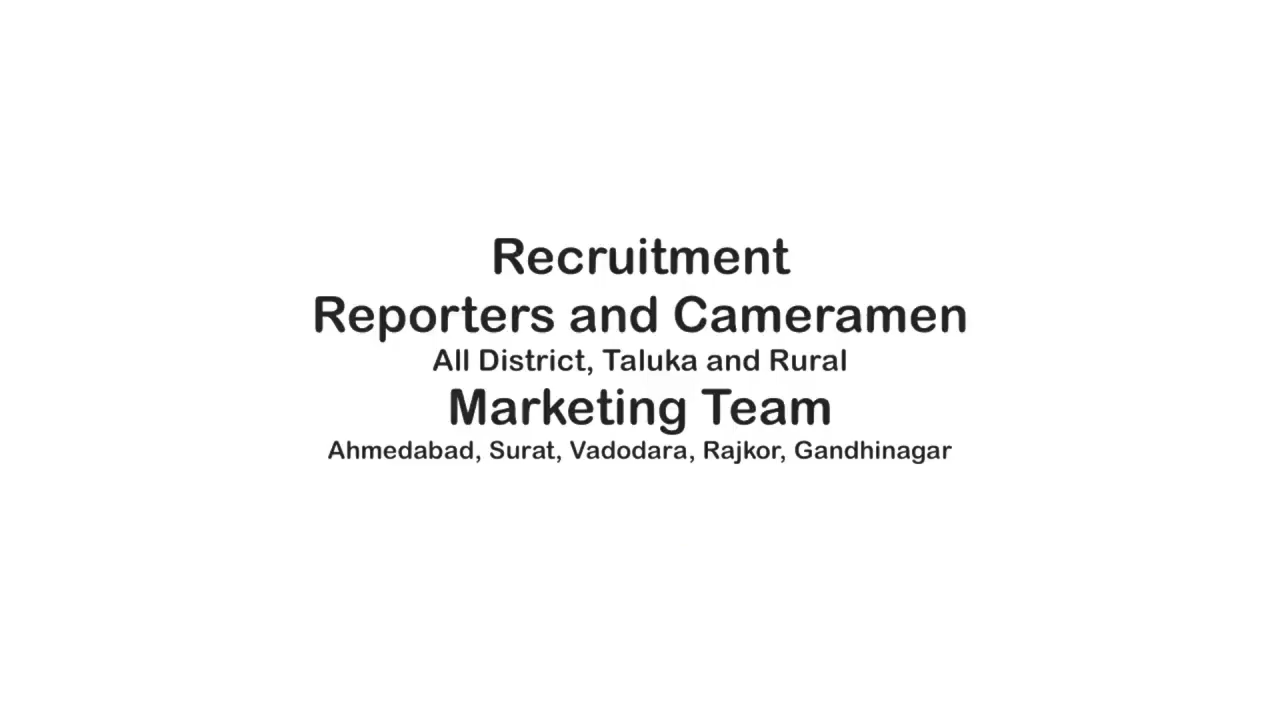 Recruitment
Reporters and Cameramen
All District, Taluka and Rural
Marketing Team
Ahmedabad, Surat, Vadodara, Rajkor, Gandhinagar